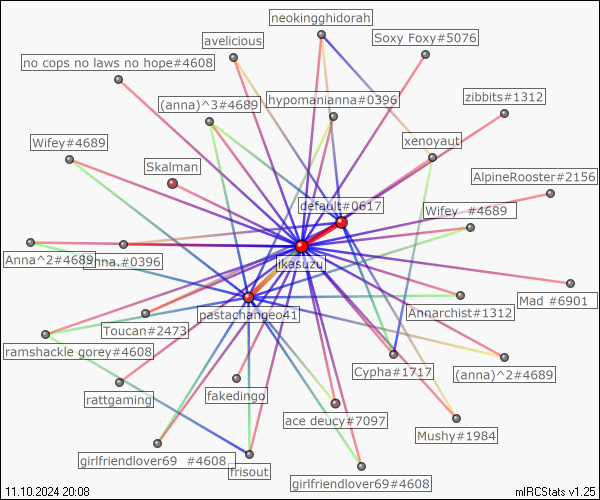 neokingghidorah
avelicious
Soxy Foxy#5076
no cops no laws no hope#4608
(anna)^3#4689
hypomanianna#0396
zibbits#1312
Wifey#4689
xenoyaut
Skalman
AlpineRooster#2156
default#0617
Wifey #4689
Anna^2#4689
nna.#0396
ikasuzu
Mad #6901
Toucan#2473
pastachangeo41
Annarchist#1312
ramshackle gorey#4608
Cypha#1717
(anna)^2#4689
rattgaming
fakedingo
ace deucy#7097
Mushy#1984
girlfriendlover69 #4608
frisout
girlfriendlover69#4608
11.10.2024 20:08
mIRCStats v1.25